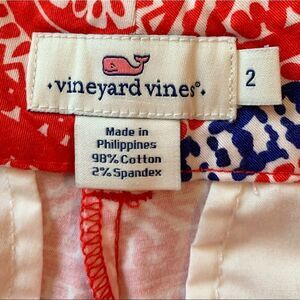 ·vineyard vines®·
2
Made in
Philippines
98% Cotton
2% Spandex